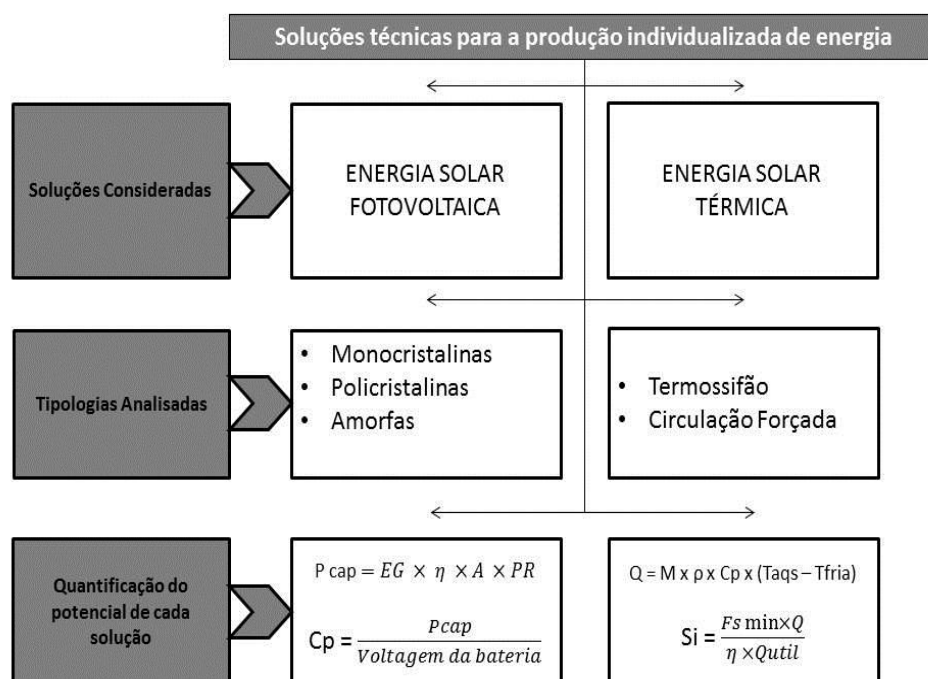 Soluções técnicas para a produção individualizada de energia
Soluções Consideradas
ENERGIA SOLAR
FOTOVOLTAICA
ENERGIA SOLAR
TÉRMICA
Tipologias Analisadas
• Monocristalinas
• Policristalinas
• Amorfas
• Termossifão
• Circulação Forçada
Quantificação do
potencial de cada
solução
P cap = EG × η × A × PR
Cp = Pcap / Voltagem da bateria
Q = M x ρ x Cp x (Taqs – Tfria)
Si = Fs min×Q / η ×Qutil